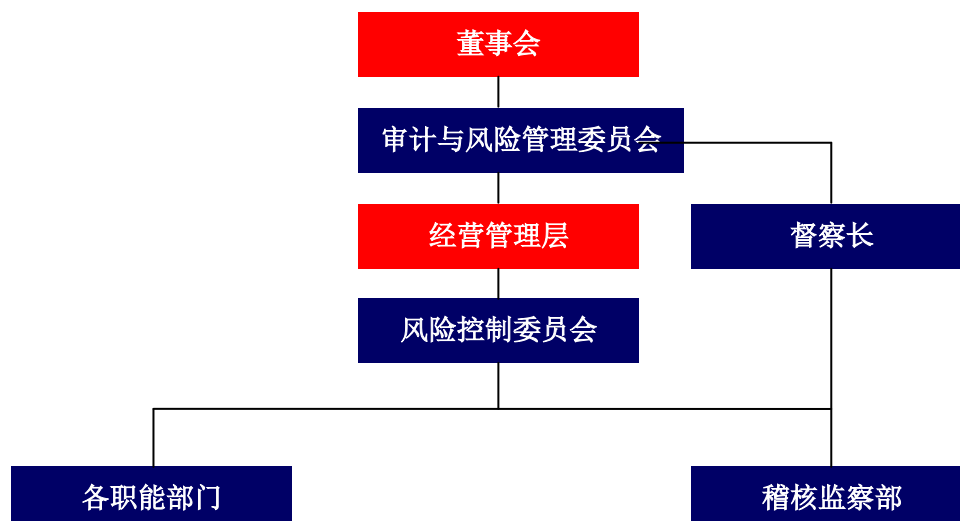 董事会
审计与风险管理委员会
经营管理层
督察长
风险控制委员会
各职能部门
稽核监察部